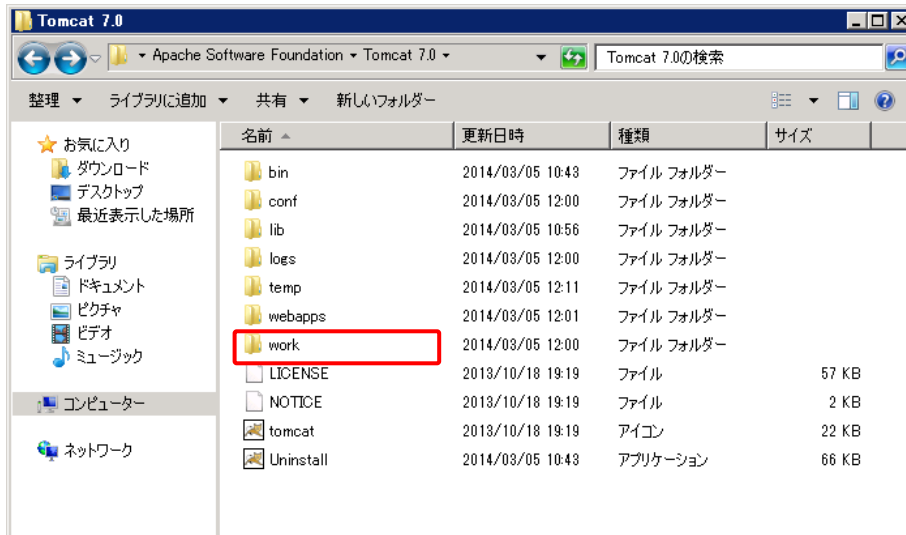 Tomcat 7.0
Apache Software Foundation Tomcat 7.0 Tomcat 7.0の検索
整理 ライブラリに追加 共有 新しいフォルダー
お気に入り
ダウンロード
デスクトップ
最近表示した場所
ライブラリ
ドキュメント
ピクチャ
ビデオ
ミュージック
コンピューター
ネットワーク
名前 更新日時 種類 サイズ
bin 2014/03/05 10:43 ファイル フォルダー
conf 2014/03/05 12:00 ファイル フォルダー
lib 2014/03/05 10:56 ファイル フォルダー
logs 2014/03/05 12:00 ファイル フォルダー
temp 2014/03/05 12:11 ファイル フォルダー
webapps 2014/03/05 12:01 ファイル フォルダー
work 2014/03/05 12:00 ファイル フォルダー
LICENSE 2013/10/18 19:19 ファイル 57 KB
NOTICE 2013/10/18 19:19 ファイル 2 KB
tomcat 2013/10/18 19:19 アイコン 22 KB
Uninstall 2014/03/05 10:43 アプリケーション 66 KB